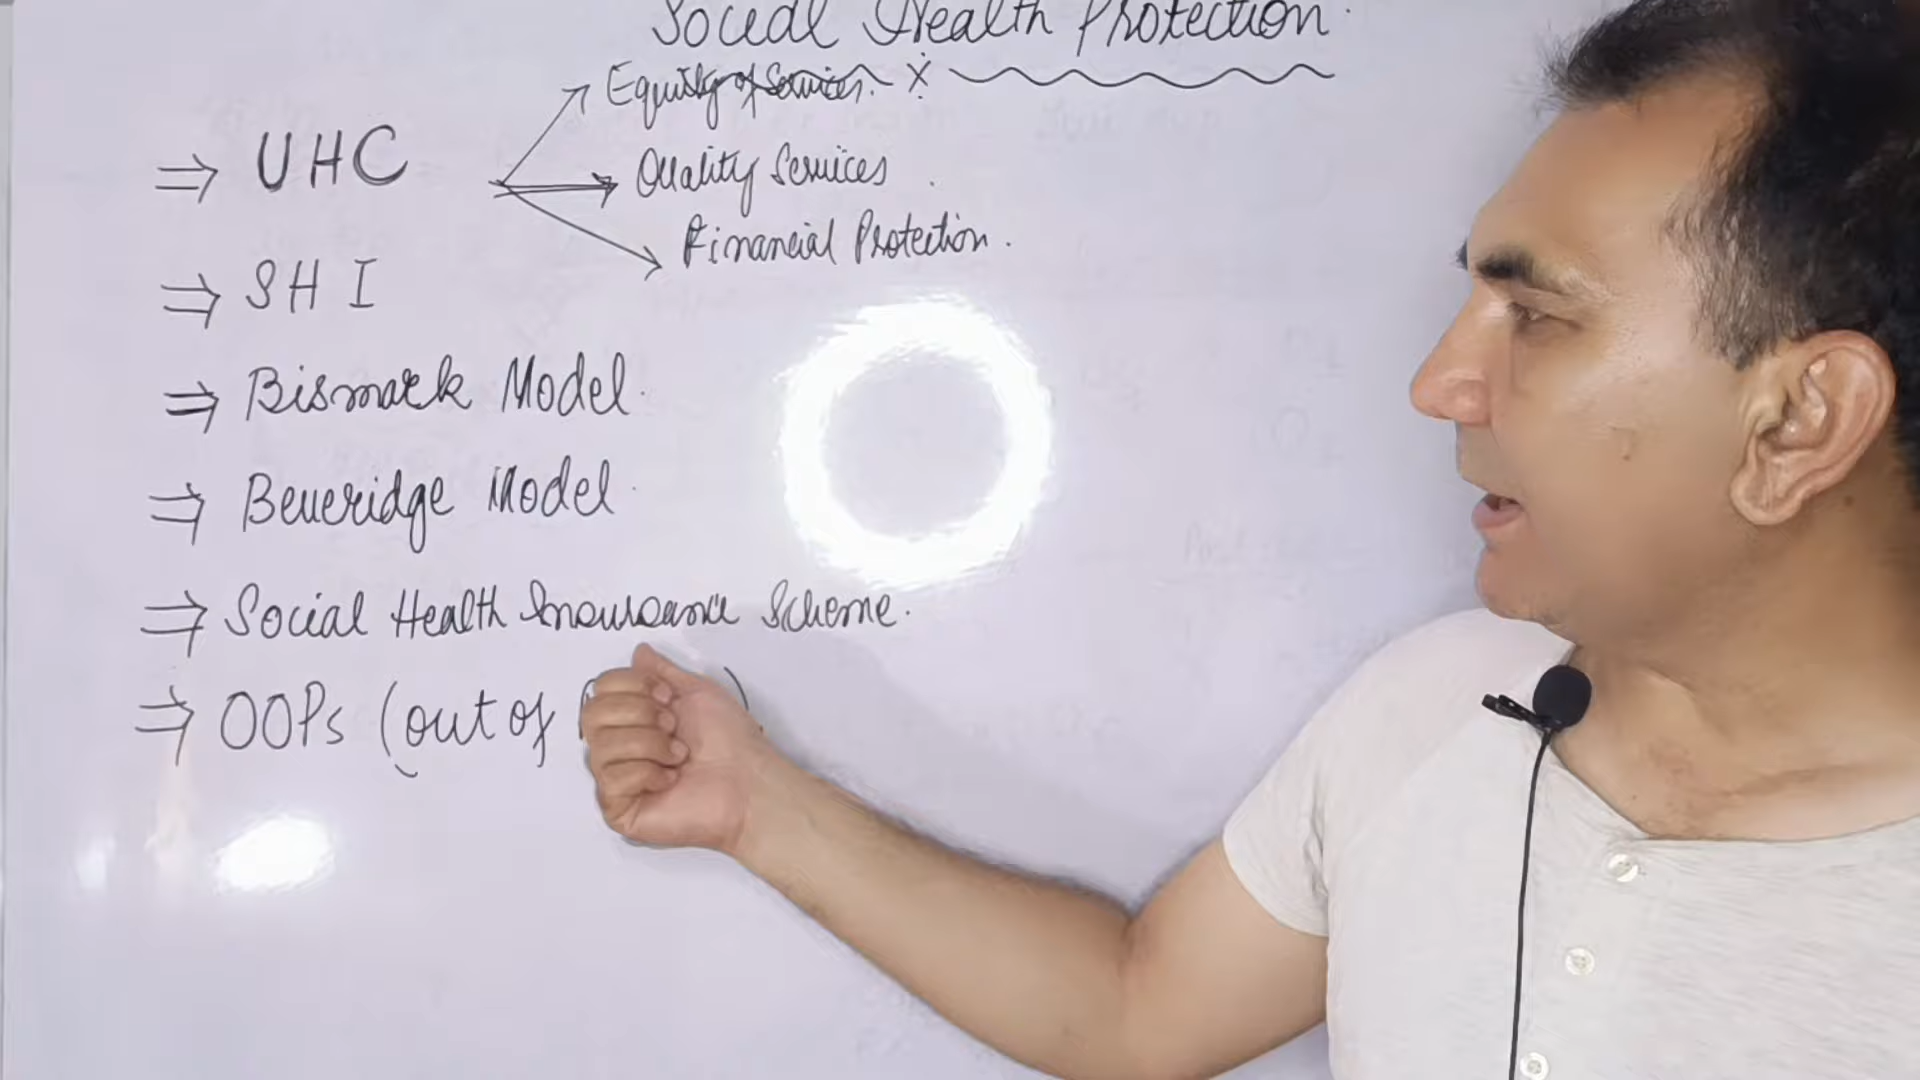 Social Health Protection.
Equity of Services. X
⇒ UHC
Quality Services.
Financial Protection.
⇒ SHI
⇒ Bismark Model.
⇒ Beveridge Model.
⇒ Social Health Insurance Scheme.
⇒ OOPs (out of )